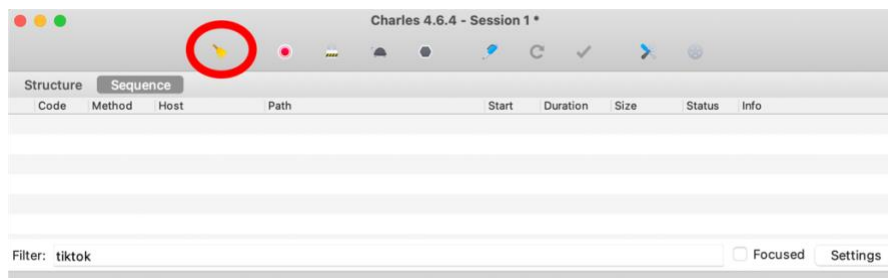 Charles 4.6.4 - Session 1 *
Structure Sequence
Code Method Host Path Start Duration Size Status Info
Filter: tiktok Focused Settings